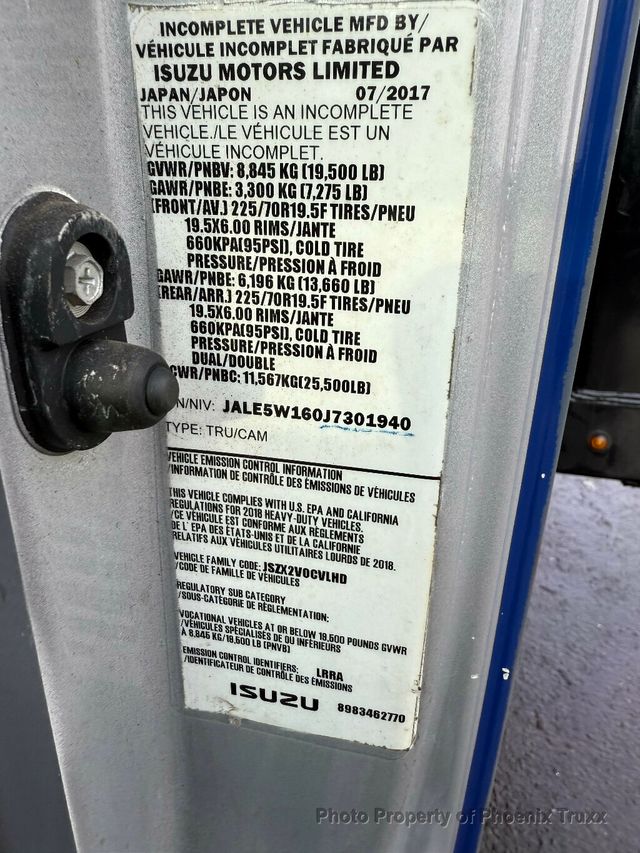 INCOMPLETE VEHICLE MFD BY/
VÉHICULE INCOMPLET FABRIQUÉ PAR
ISUZU MOTORS LIMITED
JAPAN/JAPON 07/2017
THIS VEHICLE IS AN INCOMPLETE
VEHICLE./LE VÉHICULE EST UN
VÉHICULE INCOMPLET.
GVWR/PNBV: 8,845 KG (19,500 LB)
GAWR/PNBE: 3,300 KG (7,275 LB)
(FRONT/AV.) 225/70R19.5F TIRES/PNEU
19.5X6.00 RIMS/JANTE
660KPA(95PSI), COLD TIRE
PRESSURE/PRESSION À FROID
GAWR/PNBE: 6,196 KG (13,660 LB)
(REAR/ARR.) 225/70R19.5F TIRES/PNEU
19.5X6.00 RIMS/JANTE
660KPA(95PSI), COLD TIRE
PRESSURE/PRESSION À FROID
DUAL/DOUBLE
CWR/PNBC: 11,567KG(25,500LB)
N/NIV: JALE5W160J7301940
TYPE: TRU/CAM
VEHICLE EMISSION CONTROL INFORMATION
/INFORMATION DE CONTRÔLE DES ÉMISSIONS DE VÉHICULES
THIS VEHICLE COMPLIES WITH U.S. EPA AND CALIFORNIA
REGULATIONS FOR 2018 HEAVY-DUTY VEHICLES.
/CE VÉHICULE EST CONFORME AUX RÈGLEMENTS
DE L' EPA DES ÉTATS-UNIS ET DE LA CALIFORNIE
RELATIFS AUX VÉHICULES UTILITAIRES LOURDS DE 2018.
VEHICLE FAMILY CODE: JSZX2VOCVLHD
/CODE DE FAMILLE DE VÉHICULES
REGULATORY SUB CATEGORY
/SOUS-CATÉGORIE DE RÉGLEMENTATION:
VOCATIONAL VEHICLES AT OR BELOW 19,500 POUNDS GVWR
/VÉHICULES SPÉCIALISÉS DE OU INFÉRIEURS
À 8,845 KG/19,500 LB (PNVB)
EMISSION CONTROL IDENTIFIERS: LRRA
/IDENTIFICATEUR DE CONTRÔLE DES ÉMISSIONS
ISUZU 8983462770
Photo Property of Phoenix Truxx